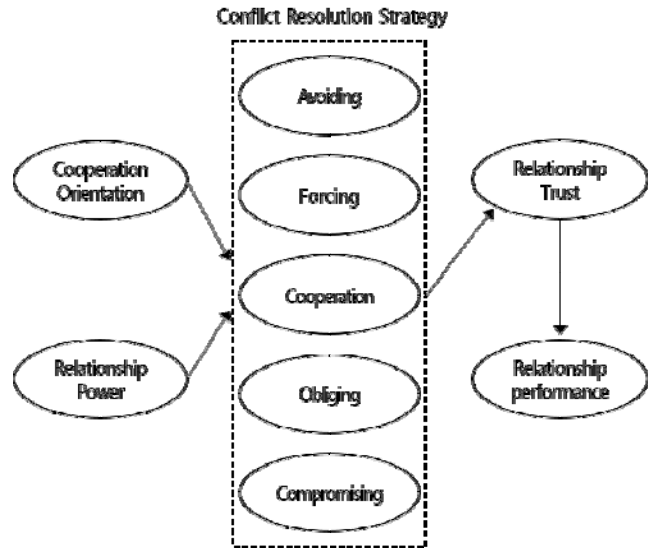 Conflict Resolution Strategy
Avoiding
Cooperation
Orientation
Forcing
Relationship
Trust
Cooperation
Relationship
Power
Obliging
Relationship
performance
Compromising